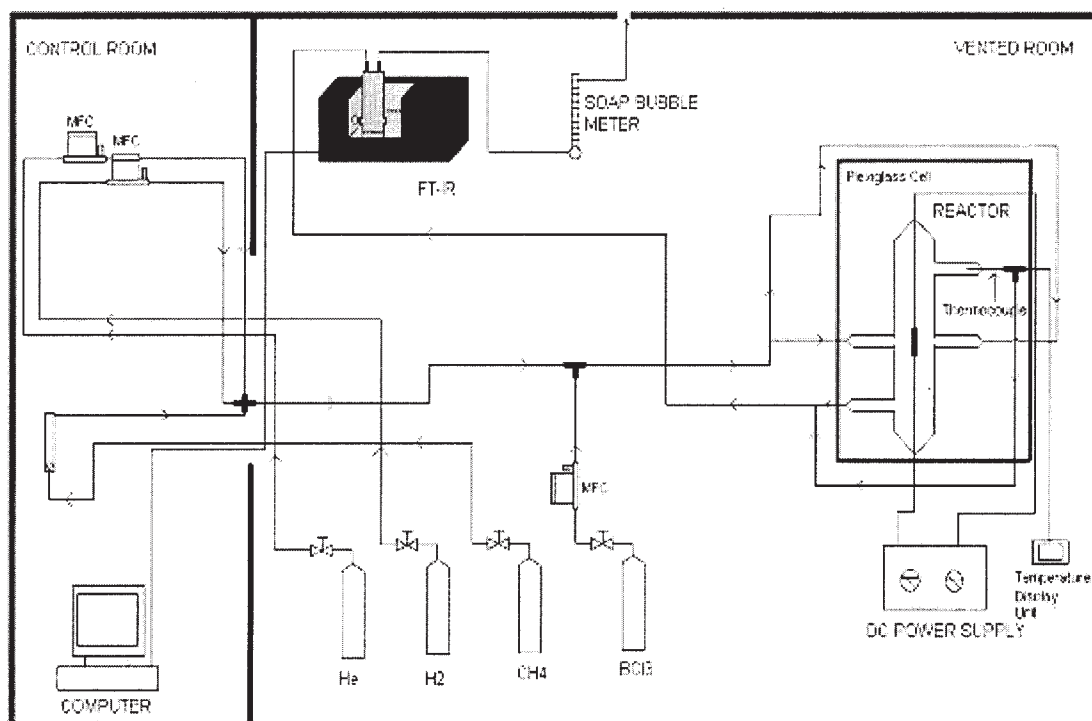 CONTROL ROOM
VENTED ROOM
MFC
MFC
SOAP BUBBLE
METER
FT-IR
Plexiglass Cell
REACTOR
Thermocouple
MFC
He
H2
CH4
BCl3
Temperature
Display
Unit
DC POWER SUPPLY
COMPUTER